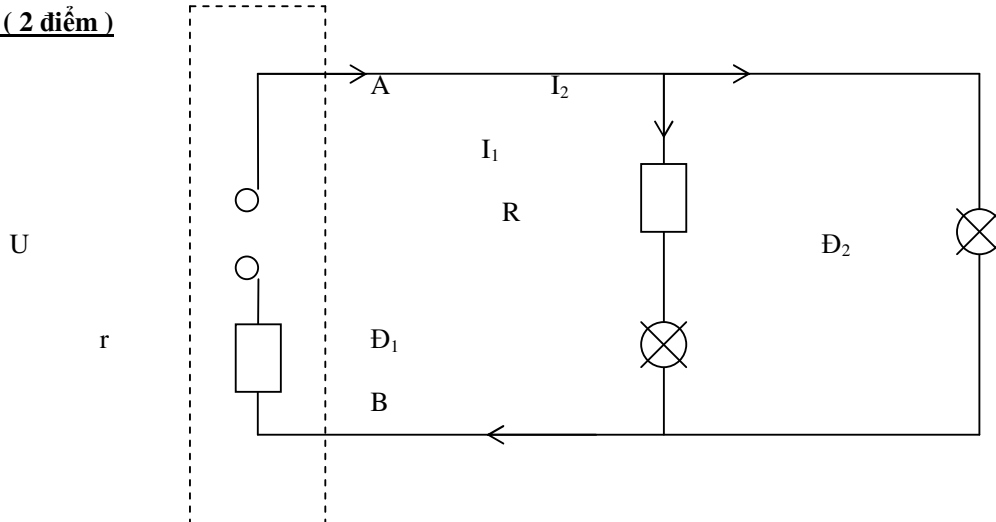 ( 2 điểm )
A I₂
I₁
R
U Đ₂
r Đ₁
B